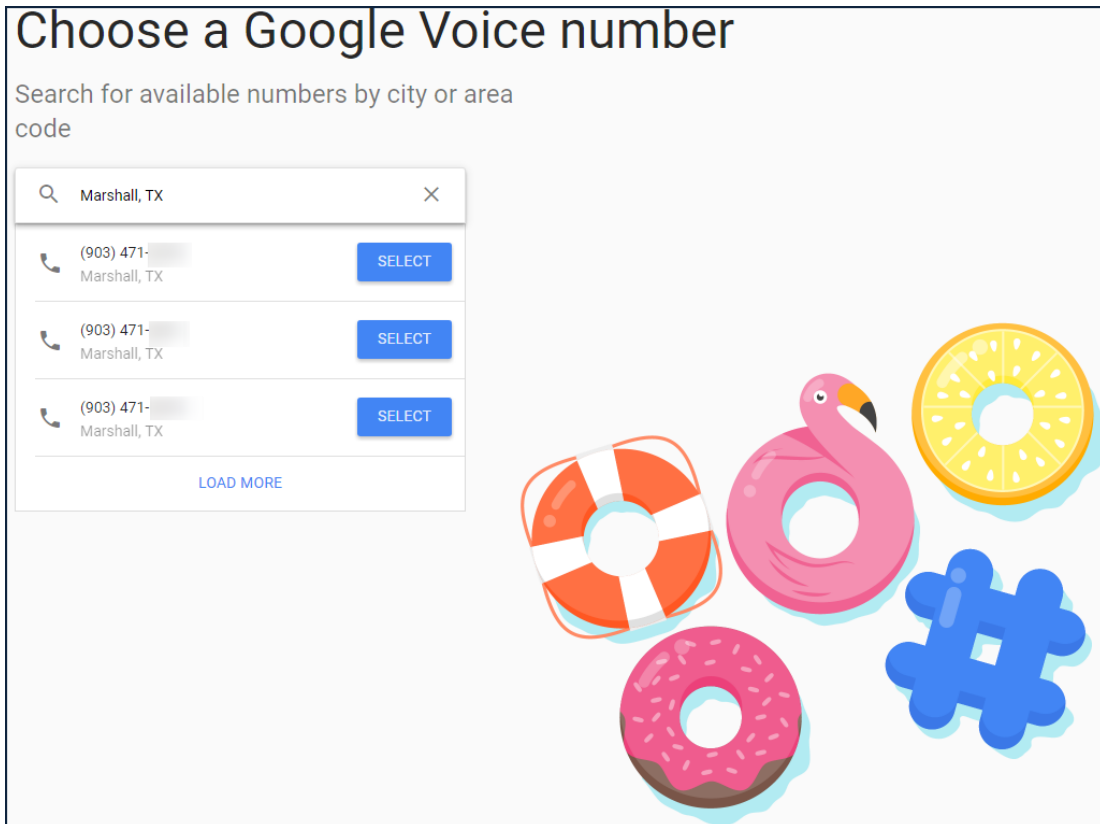 Choose a Google Voice number
Search for available numbers by city or area
code
Marshall, TX
(903) 471-
Marshall, TX
SELECT
(903) 471-
Marshall, TX
SELECT
(903) 471-
Marshall, TX
SELECT
LOAD MORE